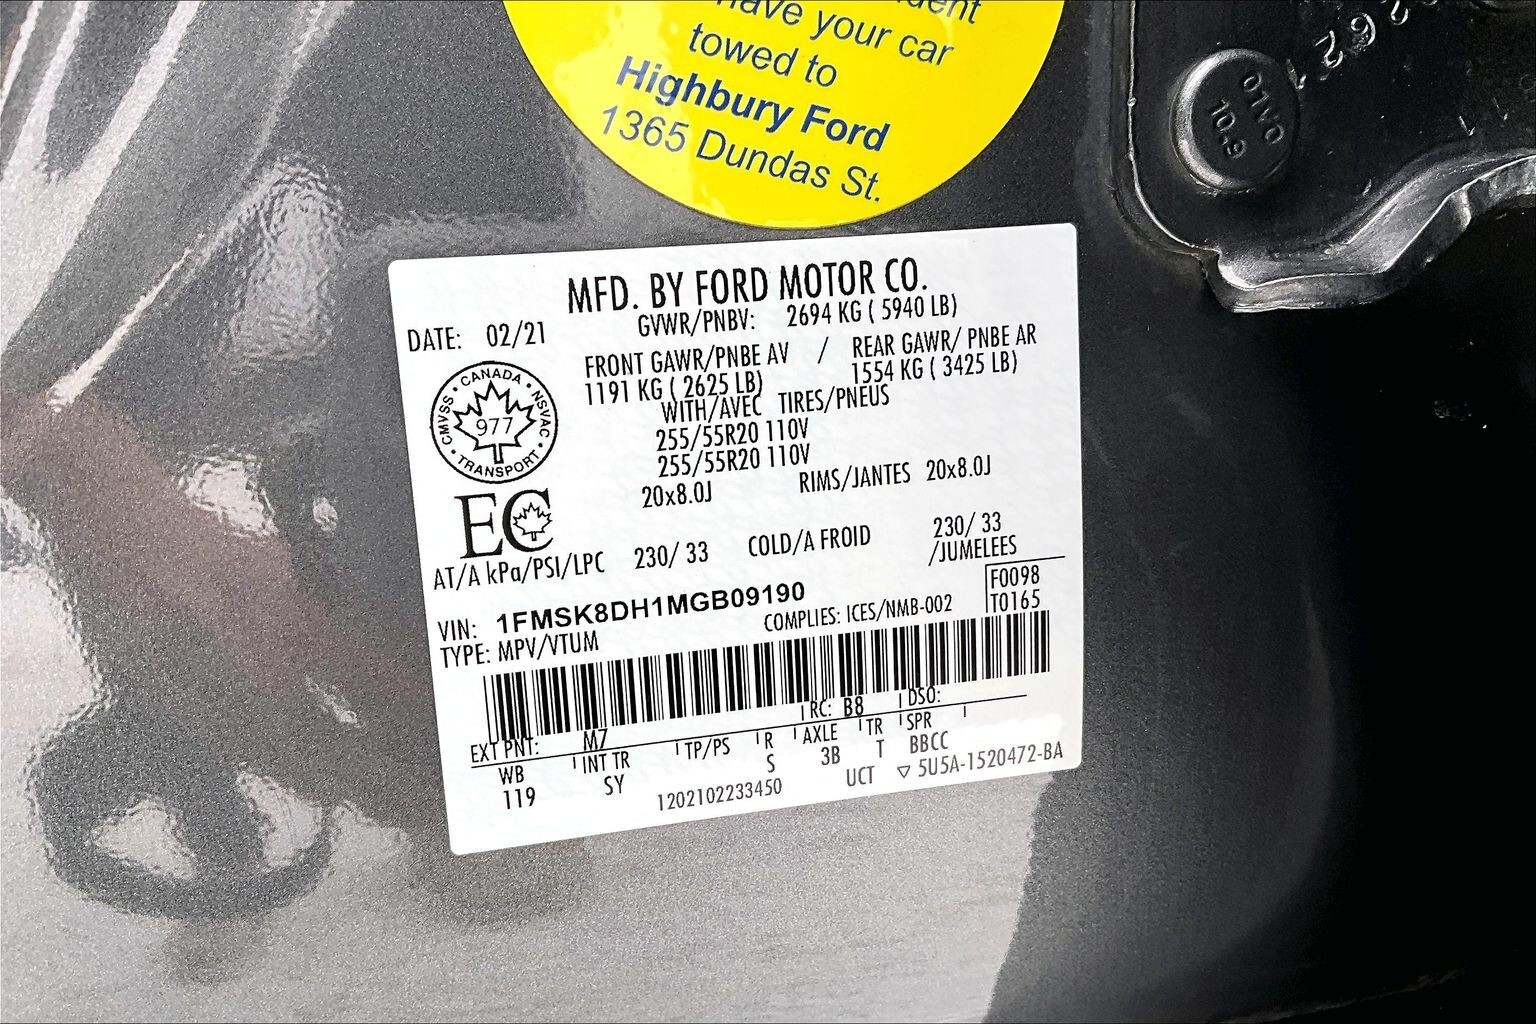 have your car
towed to
Highbury Ford
1365 Dundas St.
10.9
MFD. BY FORD MOTOR CO.
DATE: 02/21
GVWR/PNBV: 2694 KG ( 5940 LB)
FRONT GAWR/PNBE AV / REAR GAWR/ PNBE AR
1191 KG ( 2625 LB) 1554 KG ( 3425 LB)
WITH/AVEC TIRES/PNEUS
255/55R20 110V
255/55R20 110V
20x8.0J RIMS/JANTES 20x8.0J
CANADA
CMVSS NSVAC
977
TRANSPORT
EC
AT/A kPa/PSI/LPC 230/ 33 COLD/A FROID 230/ 33
/JUMELEES
F0098
T0165
VIN: 1FMSK8DH1MGB09190
TYPE: MPV/VTUM COMPLIES: ICES/NMB-002
EXT PNT: M7 RC: B8 DSO:
WB INT TR TP/PS R AXLE TR SPR
119 SY S 3B T BBCC
1202102233450 UCT ▽ 5U5A-1520472-BA